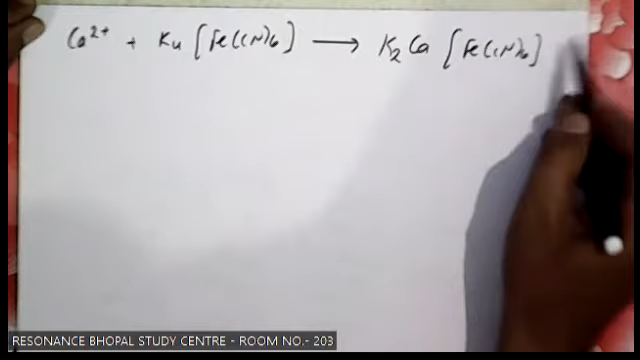 Ca²⁺ + K₄ [Fe(CN)₆] ⟶ K₂ Ca [Fe(CN)₆]
RESONANCE BHOPAL STUDY CENTRE - ROOM NO.- 203